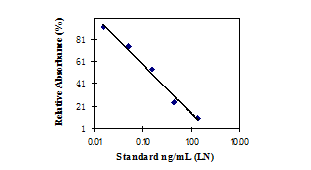 Relative Absorbance (%)
81
61
41
21
1
0.01 0.10 1.00 10.00
Standard ng/mL (LN)